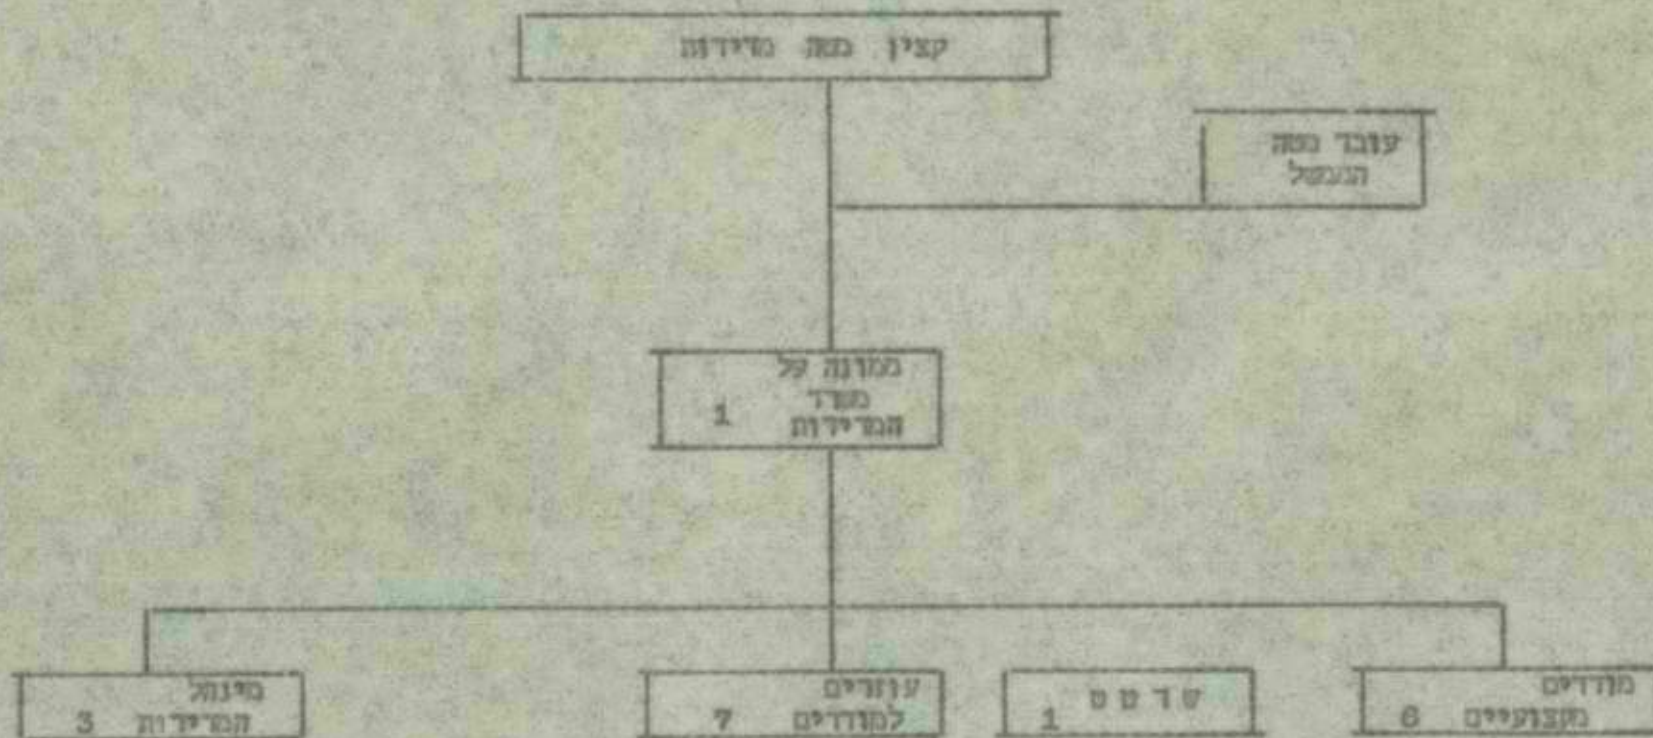 קצין מטה מדידות
עובד מטה
הממשל
ממונה על
משרד
המדידות 1
מודדים
מקצועיים 6
שרטט 1
עוזרים
למודדים 7
מינהל
המדידות 3